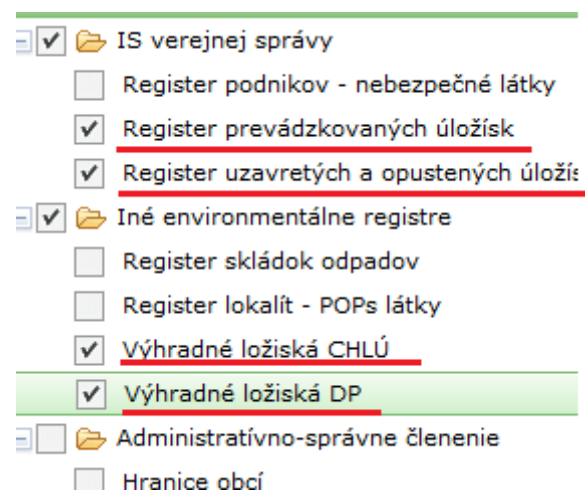 IS verejnej správy
Register podnikov - nebezpečné látky
Register prevádzkovaných úložísk
Register uzavretých a opustených
Iné environmentálne registre
Register skládok odpadov
Register lokalít - POPs látky
Výhradné ložiská CHLÚ
Výhradné ložiská DP
Administratívno-správne členenie
Hranice obcí